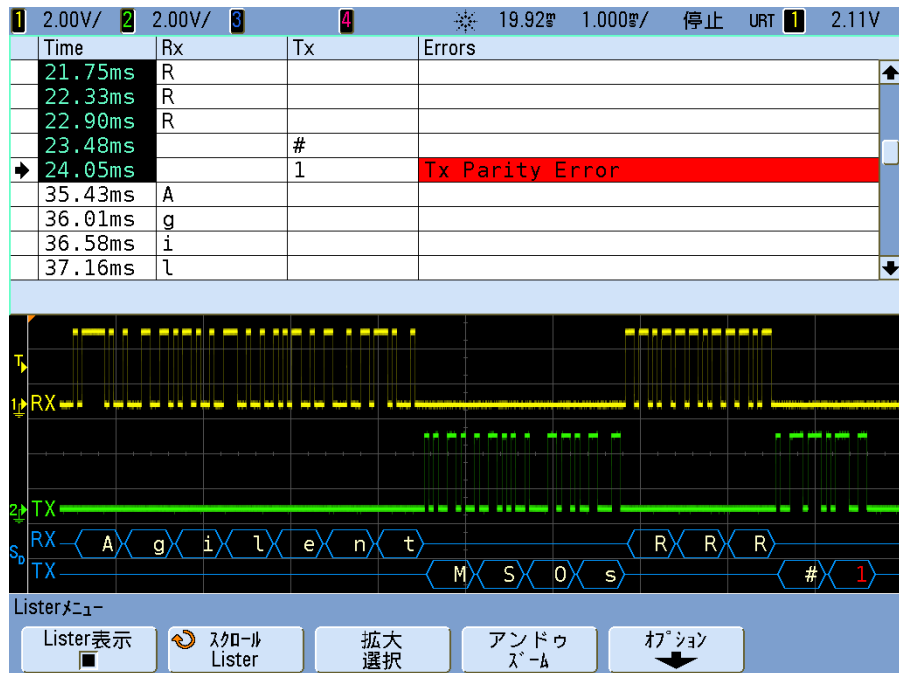 1 2.00V/ 2 2.00V/ 3 4 19.92ms 1.000ms/ 停止 URT 1 2.11V
Time Rx Tx Errors
21.75ms R
22.33ms R
22.90ms R
23.48ms #
24.05ms 1 Tx Parity Error
35.43ms A
36.01ms g
36.58ms i
37.16ms l
T
1 RX
2 TX
SD RX A g i l e n t R R R
TX M S O s # 1
Listerメニュー
Lister表示 スクロール 拡大 アンドゥ オプション
Lister 選択 ズーム